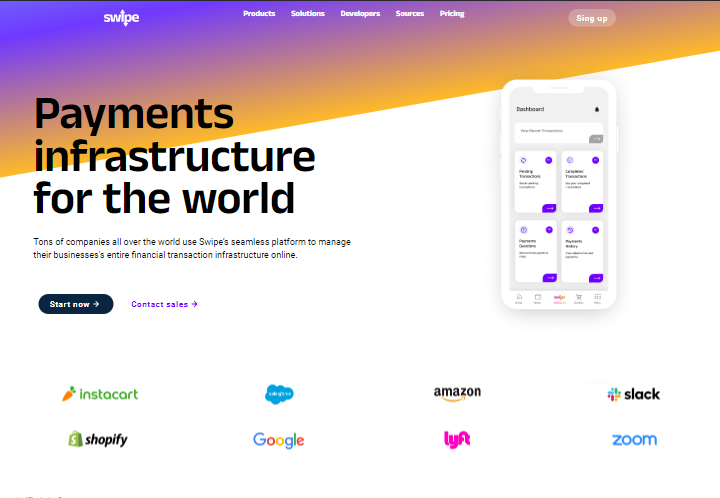 swipe
Products Solutions Developers Sources Pricing
Sing up
Payments
infrastructure
for the world
Tons of companies all over the world use Swipe's seamless platform to manage
their businesses's entire financial transaction infrastructure online.
Start now →
Contact sales →
Dashboard
View Recent Transactions
Pending
Transactions
Completed
Transactions
Payments
Questions
Payments
History
swipe
instacart
salesforce
amazon
slack
shopify
Google
lyft
zoom